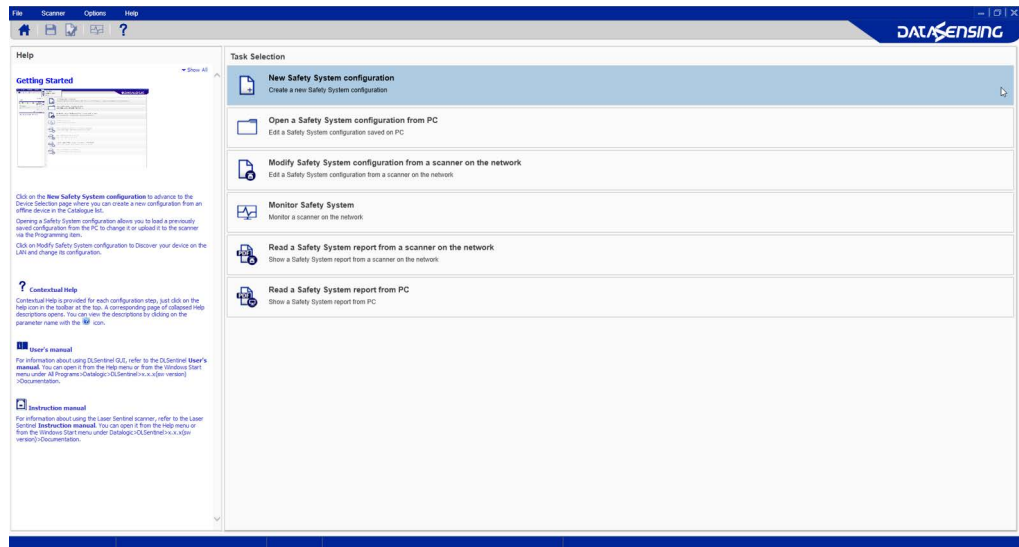 File Scanner Options Help
DATASENSING
Help
Show All
Getting Started
Click on the New Safety System configuration to advance to the
Device Selection page where you can create a new configuration from an
offline device in the Catalogue list.
Opening a Safety System configuration allows you to load a previously
saved configuration from the PC to change it or upload it to the scanner
via the Programming item.
Click on Modify Safety System configuration to Discover your device on the
LAN and change its configuration.
? Contextual Help
Contextual Help is provided for each configuration step, just click on the
help icon in the toolbar at the top. A corresponding page of collapsed Help
descriptions opens. You can view the descriptions by clicking on the
parameter name with the icon.
User's manual
For information about using DLSentinel GUI, refer to the DLSentinel User's
manual. You can open it from the Help menu or from the Windows Start
menu under All Programs>Datalogic>DLSentinel>x.x.x(sw version)
>Documentation.
Instruction manual
For information about using the Laser Sentinel scanner, refer to the Laser
Sentinel Instruction manual. You can open it from the Help menu or
from the Windows Start menu under Datalogic>DLSentinel>x.x.x(sw
version)>Documentation.
Task Selection
New Safety System configuration
Create a new Safety System configuration
Open a Safety System configuration from PC
Edit a Safety System configuration saved on PC
Modify Safety System configuration from a scanner on the network
Edit a Safety System configuration from a scanner on the network
Monitor Safety System
Monitor a scanner on the network
PDF
Read a Safety System report from a scanner on the network
Show a Safety System report from a scanner on the network
PDF
Read a Safety System report from PC
Show a Safety System report from PC